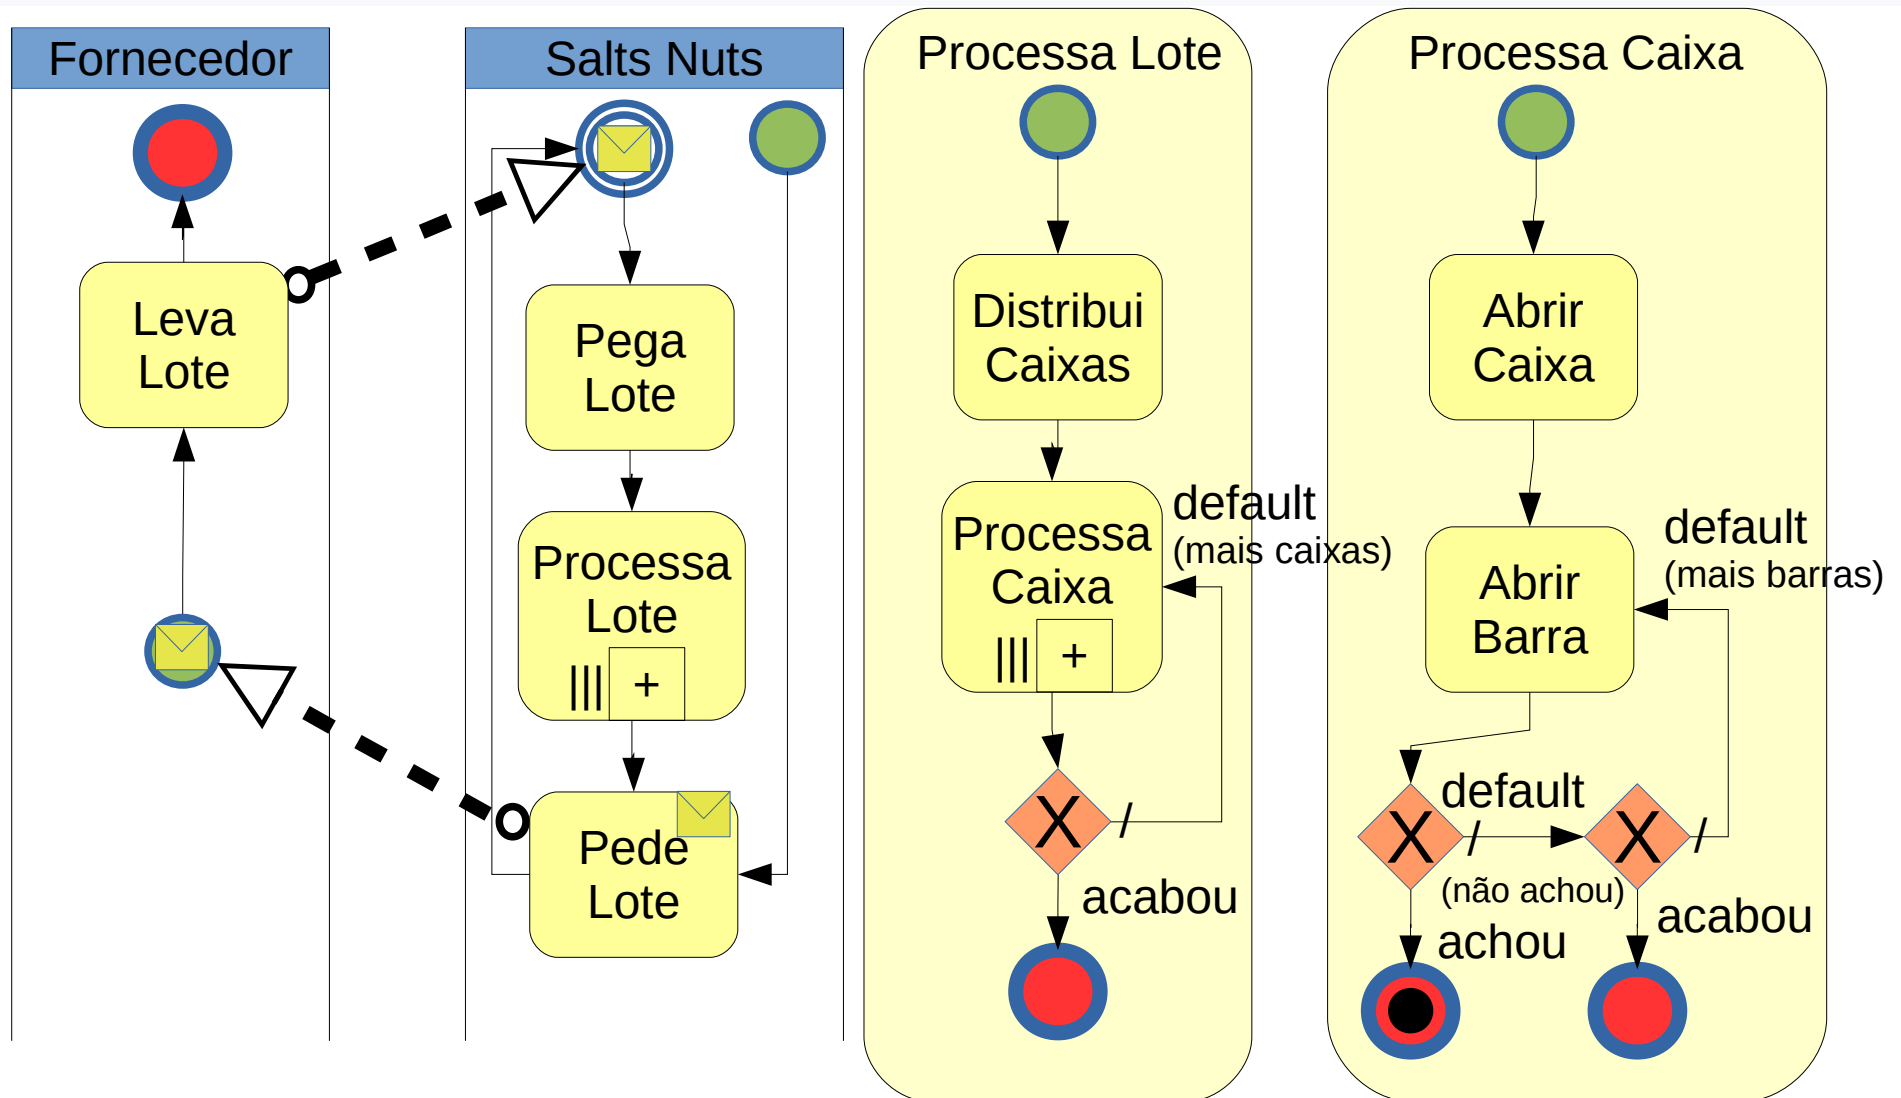 Fornecedor
Leva
Lote
Salts Nuts
Pega
Lote
Processa
Lote
||| +
Pede
Lote
Processa Lote
Distribui
Caixas
Processa
Caixa
||| +
default
(mais caixas)
X /
acabou
Processa Caixa
Abrir
Caixa
Abrir
Barra
default
(mais barras)
default
X / X /
(não achou)
achou
acabou